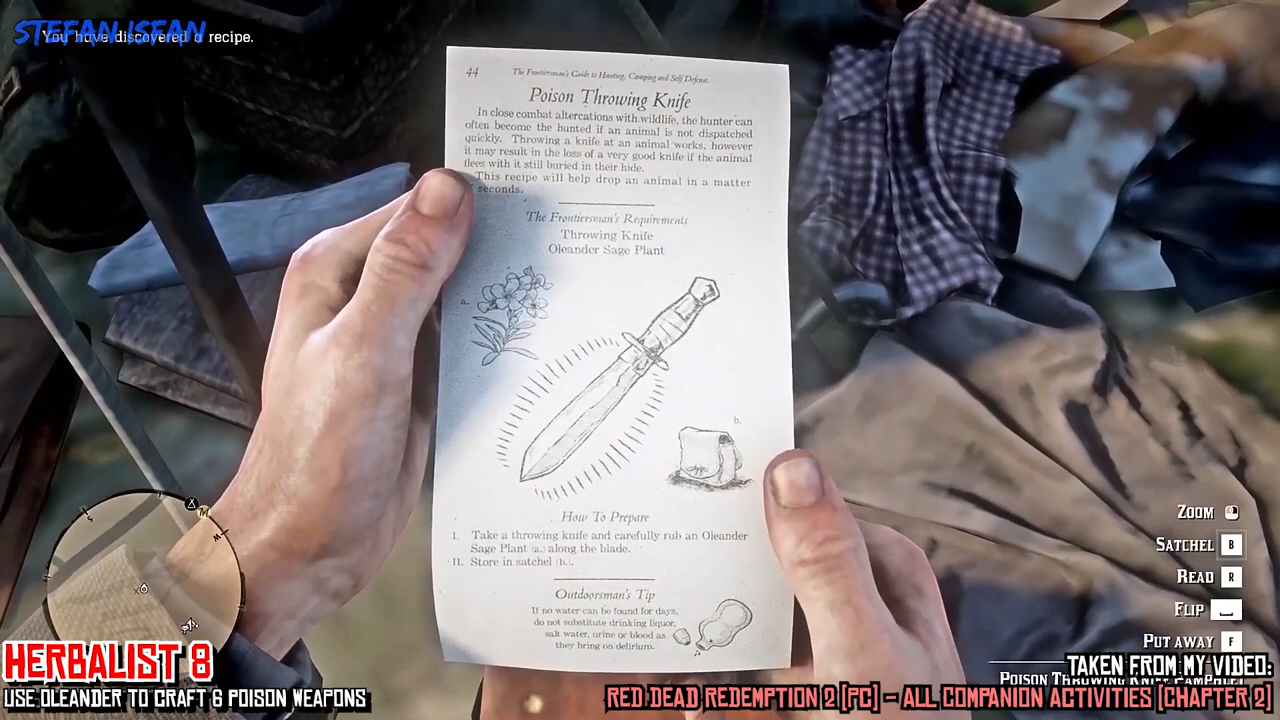 STEFAN ISFAN
You have discovered a recipe.
44
The Frontiersman's Guide to Hunting, Camping and Self Defense.
Poison Throwing Knife
In close combat altercations with wildlife, the hunter can
often become the hunted if an animal is not dispatched
quickly. Throwing a knife at an animal works, however
it may result in the loss of a very good knife if the animal
flees with it still buried in their hide.
This recipe will help drop an animal in a matter
seconds.
The Frontiersman's Requirements
Throwing Knife
Oleander Sage Plant
a.
b.
How To Prepare
I. Take a throwing knife and carefully rub an Oleander
Sage Plant (a.) along the blade.
II. Store in satchel (b.).
Outdoorsman's Tip
If no water can be found for days,
do not substitute drinking liquor,
salt water, urine or blood as
they bring on delirium.
ZOOM
SATCHEL B
READ R
FLIP
PUT AWAY F
POISON THROWING KNIFE PAMPHLET
HERBALIST 8
USE OLEANDER TO CRAFT 6 POISON WEAPONS
TAKEN FROM MY VIDEO:
RED DEAD REDEMPTION 2 [PC] - ALL COMPANION ACTIVITIES [CHAPTER 2]